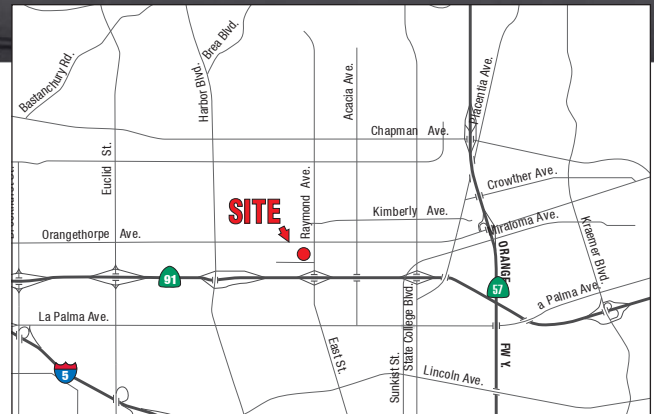 Bastanchury Rd.
Brea Blvd.
Harbor Blvd.
Acacia Ave.
Placentia Ave.
Chapman Ave.
Euclid St.
Raymond Ave.
Crowther Ave.
SITE
Kimberly Ave.
Miraloma Ave.
Orangethorpe Ave.
Kraemer Blvd.
ORANGE
91
57
a Palma Ave.
State College Blvd.
La Palma Ave.
FW Y.
East St.
Sunkist St.
Lincoln Ave.
5